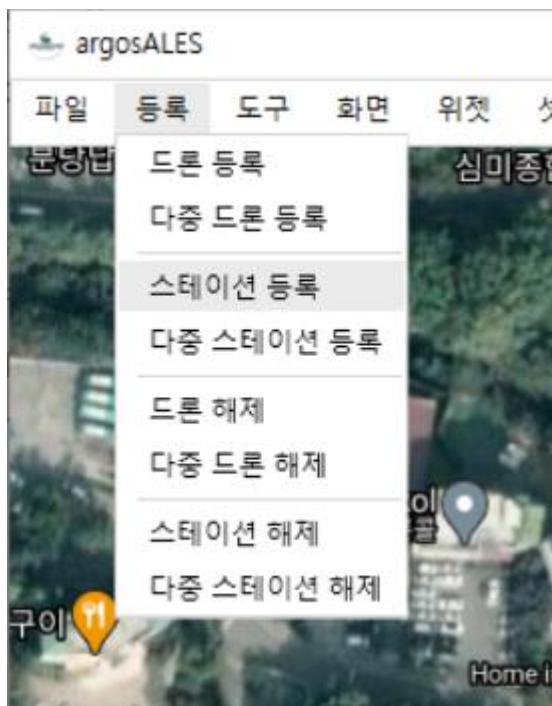 argosALES
파일 등록 도구 화면 위젯
드론 등록
다중 드론 등록
스테이션 등록
다중 스테이션 등록
드론 해제
다중 드론 해제
스테이션 해제
다중 스테이션 해제
심미종합
구이
Home i